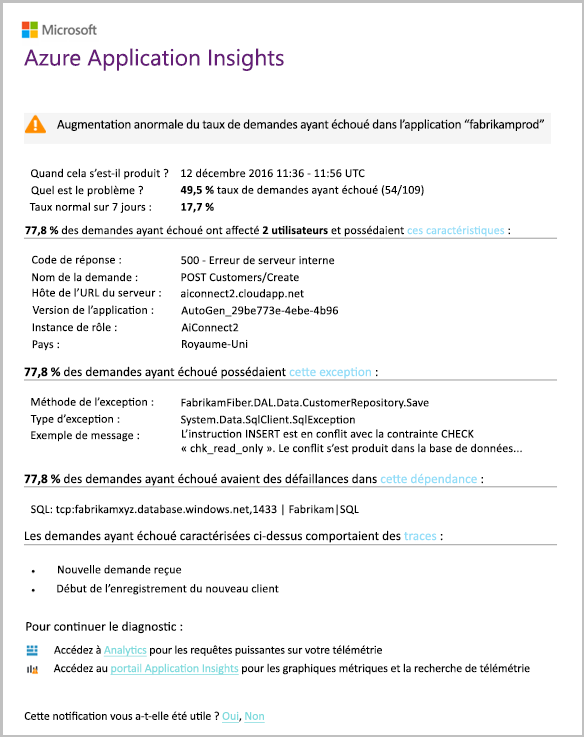 Microsoft
Azure Application Insights
Augmentation anormale du taux de demandes ayant échoué dans l'application “fabrikamprod”
Quand cela s'est-il produit ? 12 décembre 2016 11:36 - 11:56 UTC
Quel est le problème ? 49,5 % taux de demandes ayant échoué (54/109)
Taux normal sur 7 jours : 17,7 %
77,8 % des demandes ayant échoué ont affecté 2 utilisateurs et possédaient ces caractéristiques :
Code de réponse : 500 - Erreur de serveur interne
Nom de la demande : POST Customers/Create
Hôte de l'URL du serveur : aiconnect2.cloudapp.net
Version de l'application : AutoGen_29be773e-4ebe-4b96
Instance de rôle : AiConnect2
Pays : Royaume-Uni
77,8 % des demandes ayant échoué possédaient cette exception :
Méthode de l'exception : FabrikamFiber.DAL.Data.CustomerRepository.Save
Type d'exception : System.Data.SqlClient.SqlException
Exemple de message : L'instruction INSERT est en conflit avec la contrainte CHECK
« chk_read_only ». Le conflit s'est produit dans la base de données...
77,8 % des demandes ayant échoué avaient des défaillances dans cette dépendance :
SQL: tcp:fabrikamxyz.database.windows.net,1433 | Fabrikam|SQL
Les demandes ayant échoué caractérisées ci-dessus comportaient des traces :
• Nouvelle demande reçue
• Début de l'enregistrement du nouveau client
Pour continuer le diagnostic :
Accédez à Analytics pour les requêtes puissantes sur votre télémétrie
Accédez au portail Application Insights pour les graphiques métriques et la recherche de télémétrie
Cette notification vous a-t-elle été utile ? Oui, Non